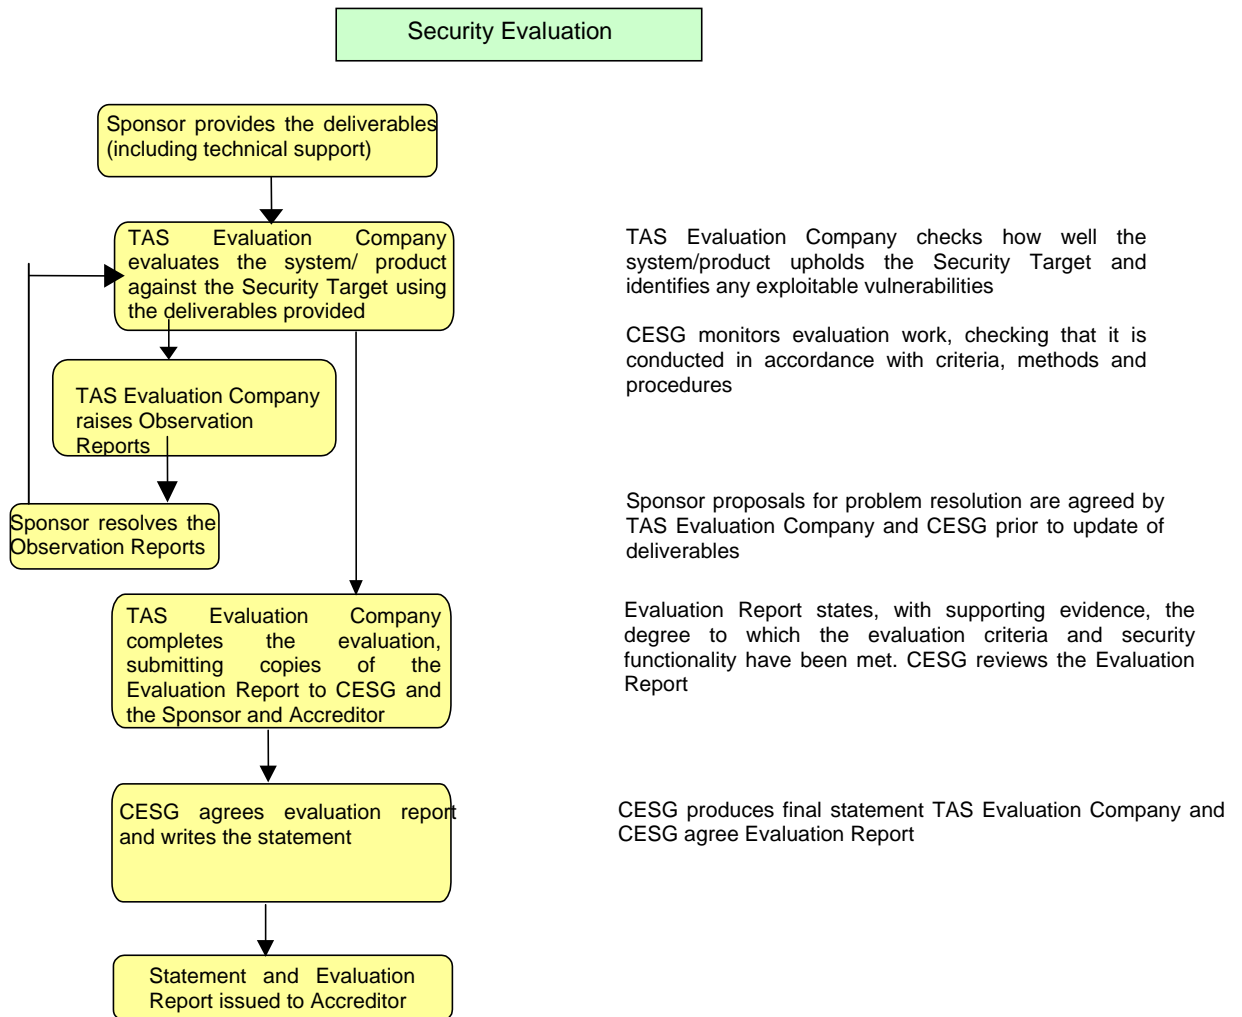 Security Evaluation
Sponsor provides the deliverables
(including technical support)
TAS Evaluation Company
evaluates the system/ product
against the Security Target using
the deliverables provided
TAS Evaluation Company checks how well the
system/product upholds the Security Target and
identifies any exploitable vulnerabilities
CESG monitors evaluation work, checking that it is
conducted in accordance with criteria, methods and
procedures
TAS Evaluation Company
raises Observation
Reports
Sponsor resolves the
Observation Reports
Sponsor proposals for problem resolution are agreed by
TAS Evaluation Company and CESG prior to update of
deliverables
TAS Evaluation Company
completes the evaluation,
submitting copies of the
Evaluation Report to CESG and
the Sponsor and Accreditor
Evaluation Report states, with supporting evidence, the
degree to which the evaluation criteria and security
functionality have been met. CESG reviews the Evaluation
Report
CESG agrees evaluation report
and writes the statement
CESG produces final statement TAS Evaluation Company and
CESG agree Evaluation Report
Statement and Evaluation
Report issued to Accreditor